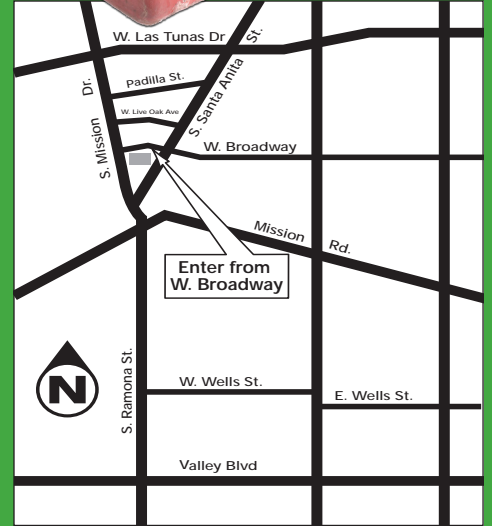 W. Las Tunas Dr
Padilla St.
W. Live Oak Ave
S. Mission Dr.
S. Santa Anita St.
W. Broadway
Mission Rd.
Enter from
W. Broadway
N
S. Ramona St.
W. Wells St.
E. Wells St.
Valley Blvd